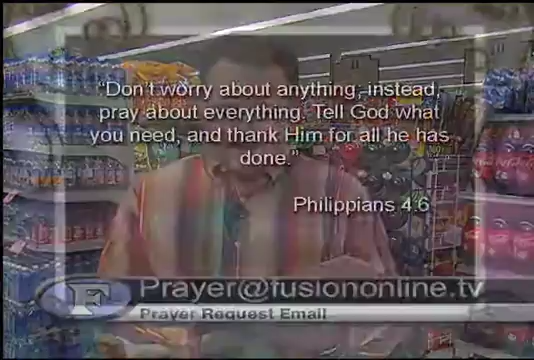 "Don't worry about anything; instead,
pray about everything. Tell God what
you need, and thank Him for all he has
done."
Philippians 4:6
F
Prayer@fusiononline.tv
Prayer Request Email